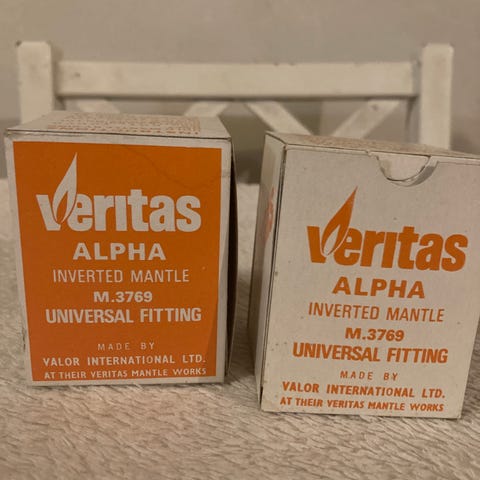 Veritas
ALPHA
INVERTED MANTLE
M.3769
UNIVERSAL FITTING
MADE BY
VALOR INTERNATIONAL LTD.
AT THEIR VERITAS MANTLE WORKS
Veritas
ALPHA
INVERTED MANTLE
M.3769
UNIVERSAL FITTING
MADE BY
VALOR INTERNATIONAL LTD.
AT THEIR VERITAS MANTLE WORKS